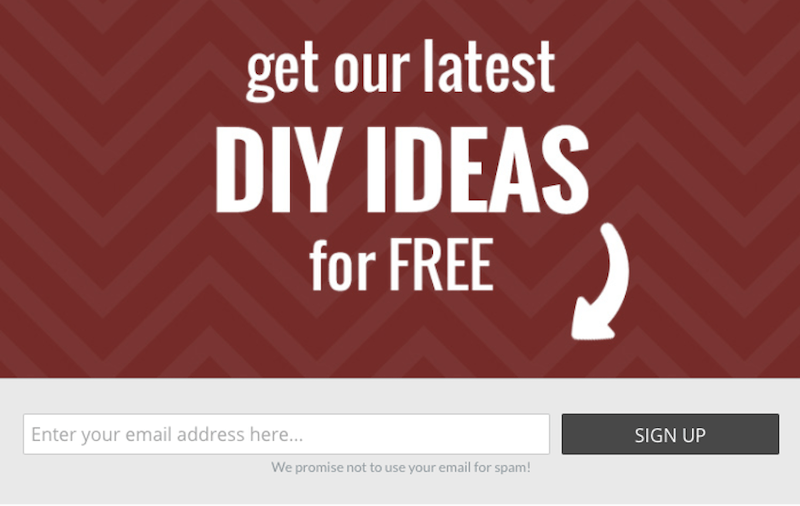 get our latest
DIY IDEAS
for FREE
Enter your email address here...
SIGN UP
We promise not to use your email for spam!